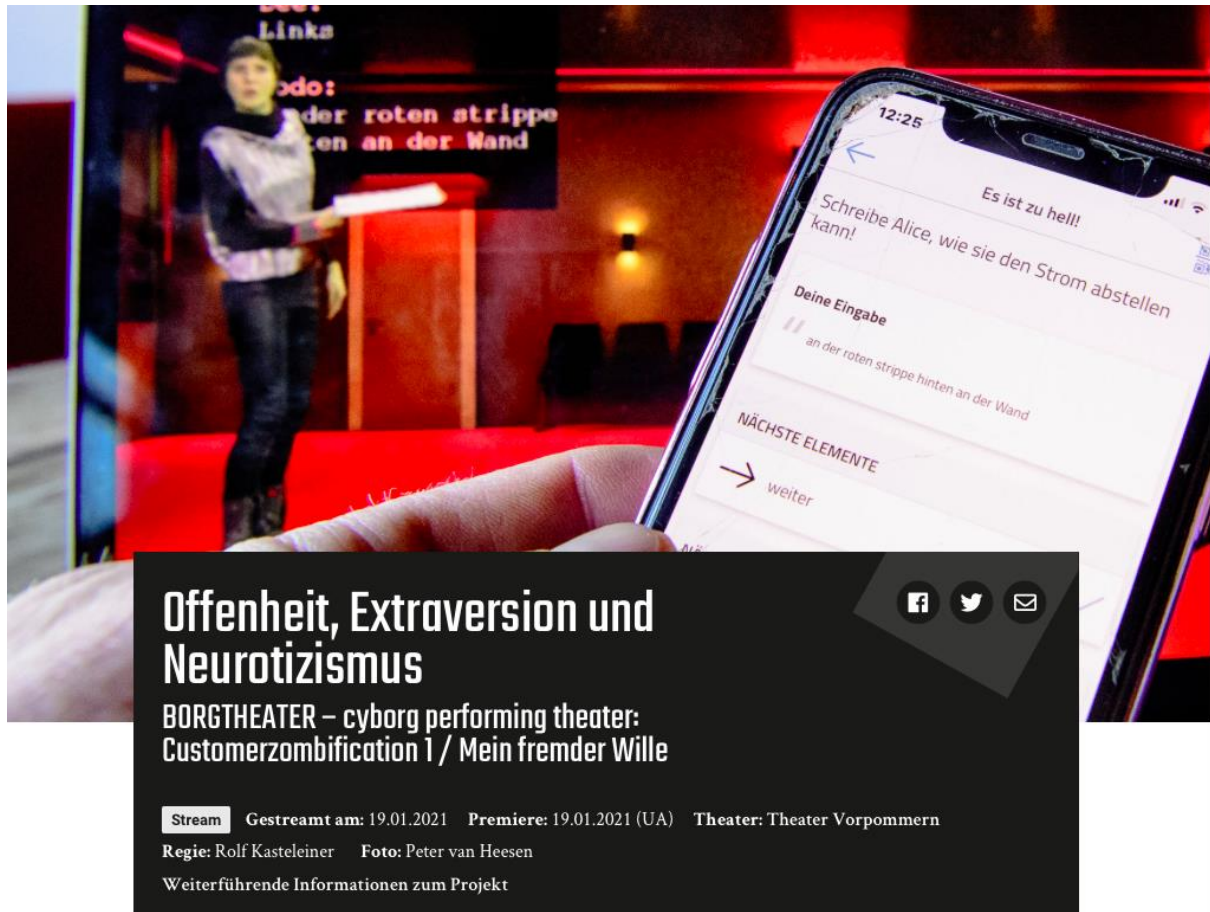 Links
der roten strippe
an der Wand
12:25
Es ist zu hell!
Schreibe Alice, wie sie den Strom abstellen
kann!
Deine Eingabe
an der roten strippe hinten an der Wand
NÄCHSTE ELEMENTE
weiter
Offenheit, Extraversion und
Neurotizismus
BORGTHEATER – cyborg performing theater:
Customerzombification 1 / Mein fremder Wille
Stream Gestreamt am: 19.01.2021 Premiere: 19.01.2021 (UA) Theater: Theater Vorpommern
Regie: Rolf Kasteleiner Foto: Peter van Heesen
Weiterführende Informationen zum Projekt